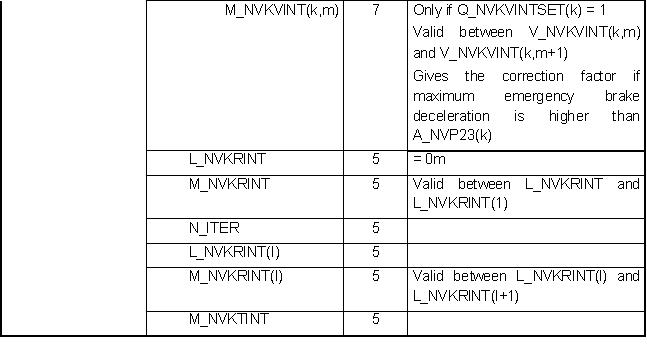 M_NVKVINT(k,m) 7 Only if Q_NVKVINTSET(k) = 1
Valid between V_NVKVINT(k,m)
and V_NVKVINT(k,m+1)
Gives the correction factor if
maximum emergency brake
deceleration is higher than
A_NVP23(k)
L_NVKRINT 5 = 0m
M_NVKRINT 5 Valid between L_NVKRINT and
L_NVKRINT(1)
N_ITER 5
L_NVKRINT(l) 5
M_NVKRINT(l) 5 Valid between L_NVKRINT(l) and
L_NVKRINT(l+1)
M_NVKTINT 5